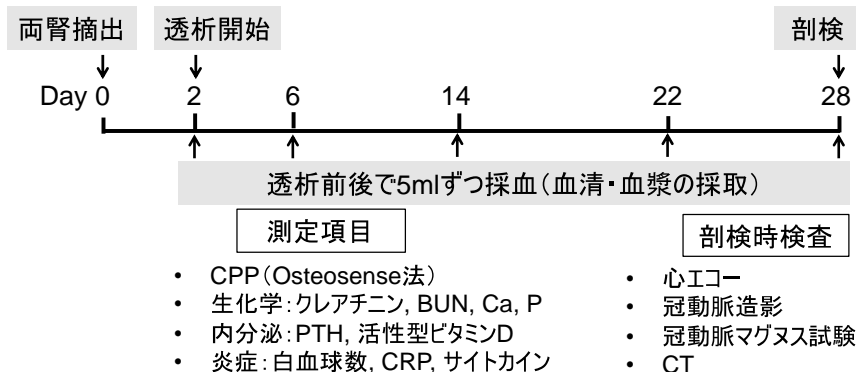 両腎摘出 透析開始 剖検
Day 0 2 6 14 22 28
透析前後で5mlずつ採血（血清・血漿の採取）
測定項目
• CPP（Osteosense法）
• 生化学：クレアチニン, BUN, Ca, P
• 内分泌：PTH, 活性型ビタミンD
• 炎症：白血球数, CRP, サイトカイン
剖検時検査
• 心エコー
• 冠動脈造影
• 冠動脈マグヌス試験
• CT